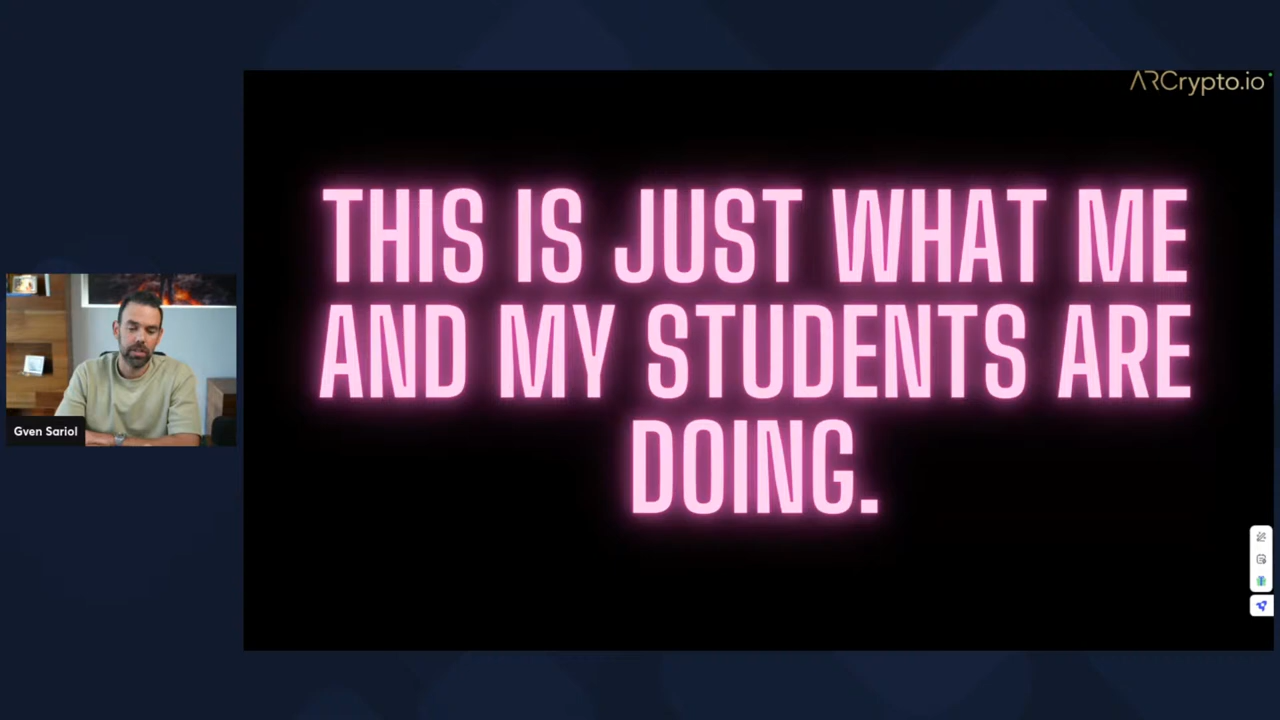 ARCrypto.io
THIS IS JUST WHAT ME
AND MY STUDENTS ARE
DOING.
Gven Sariol